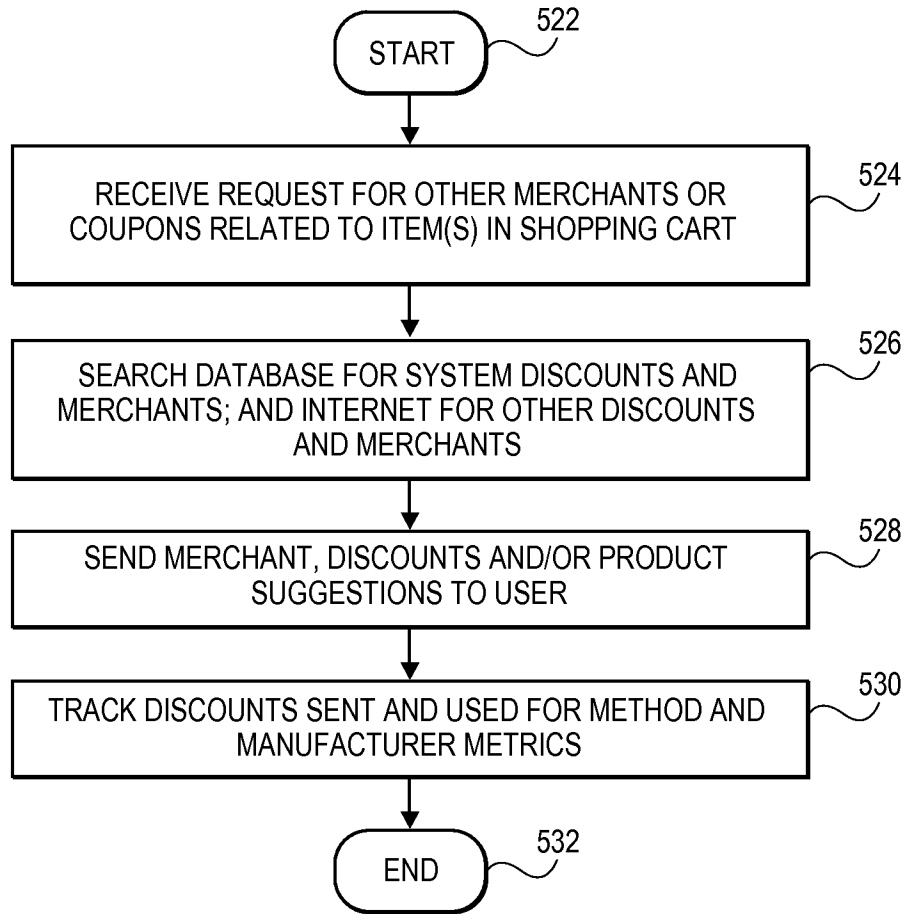 START
522
RECEIVE REQUEST FOR OTHER MERCHANTS OR
COUPONS RELATED TO ITEM(S) IN SHOPPING CART
524
SEARCH DATABASE FOR SYSTEM DISCOUNTS AND
MERCHANTS; AND INTERNET FOR OTHER DISCOUNTS
AND MERCHANTS
526
SEND MERCHANT, DISCOUNTS AND/OR PRODUCT
SUGGESTIONS TO USER
528
TRACK DISCOUNTS SENT AND USED FOR METHOD AND
MANUFACTURER METRICS
530
END
532